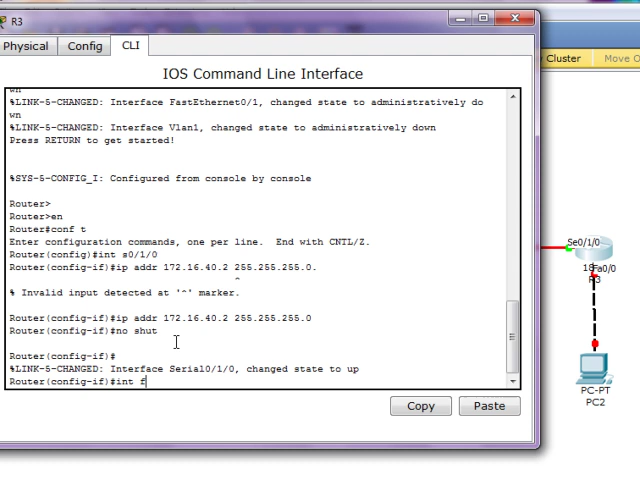 R3
Physical
Config
CLI
IOS Command Line Interface
wn
%LINK-5-CHANGED: Interface FastEthernet0/1, changed state to administratively do
wn
%LINK-5-CHANGED: Interface Vlan1, changed state to administratively down
Press RETURN to get started!
%SYS-5-CONFIG_I: Configured from console by console
Router>
Router>en
Router#conf t
Enter configuration commands, one per line.  End with CNTL/Z.
Router(config)#int s0/1/0
Router(config-if)#ip addr 172.16.40.2 255.255.255.0.
^
% Invalid input detected at '^' marker.
Router(config-if)#ip addr 172.16.40.2 255.255.255.0
Router(config-if)#no shut
Router(config-if)#
%LINK-5-CHANGED: Interface Serial0/1/0, changed state to up
Router(config-if)#int f
Copy
Paste
Cluster
Move O
Se0/1/0
Fa0/0
R3
PC-PT
PC2